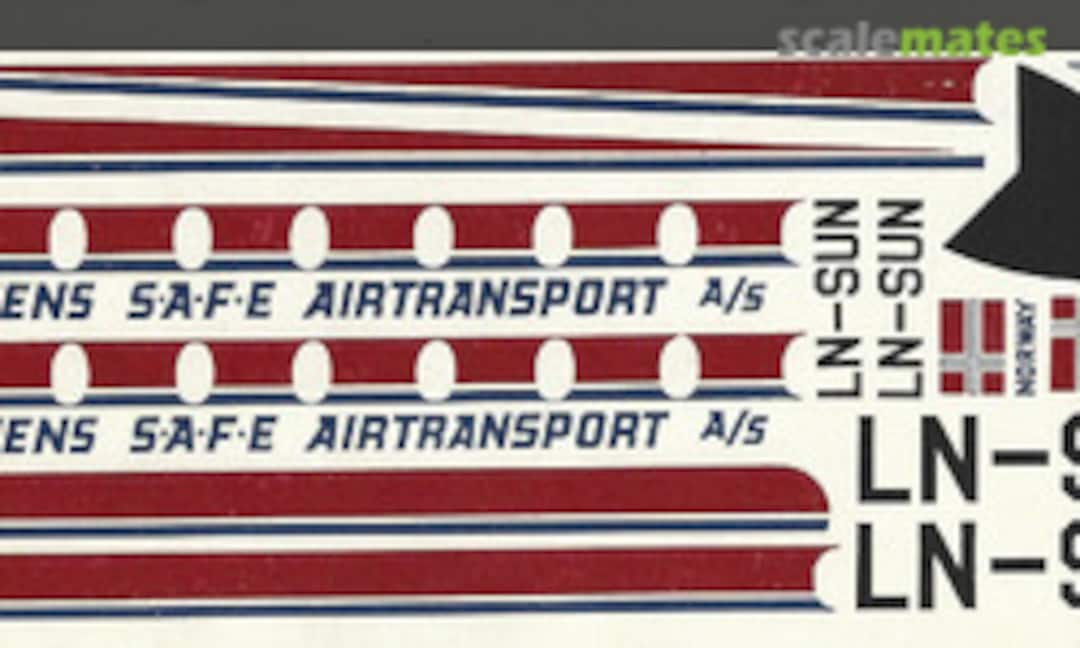 scalemates
ENS S·A·F·E AIRTRANSPORT A/s
ENS S·A·F·E AIRTRANSPORT A/s
LN-SUN
LN-SUN
NORWAY
LN-S
LN-S